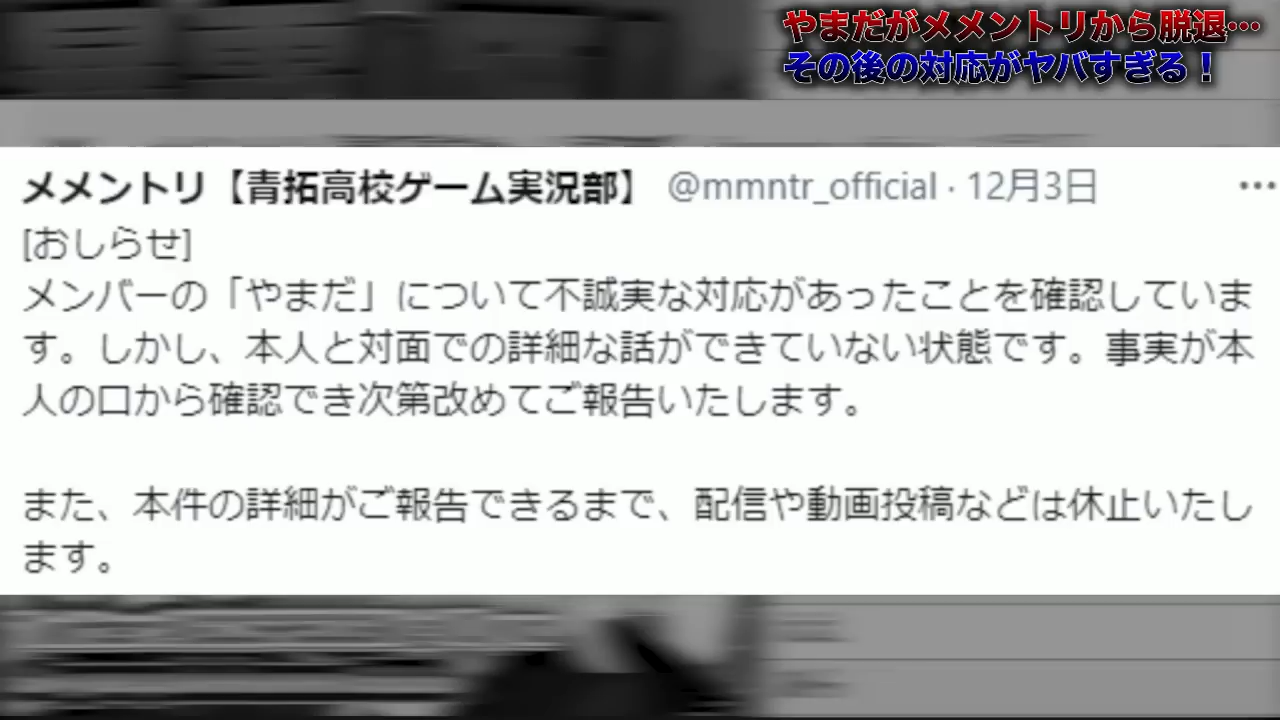 やまだがメメントリから脱退…
その後の対応がヤバすぎる！
メメントリ【青拓高校ゲーム実況部】 @mmntr_official · 12月3日
[おしらせ]
メンバーの「やまだ」について不誠実な対応があったことを確認していま
す。しかし、本人と対面での詳細な話ができていない状態です。事実が本
人の口から確認でき次第改めてご報告いたします。
また、本件の詳細がご報告できるまで、配信や動画投稿などは休止いたし
ます。